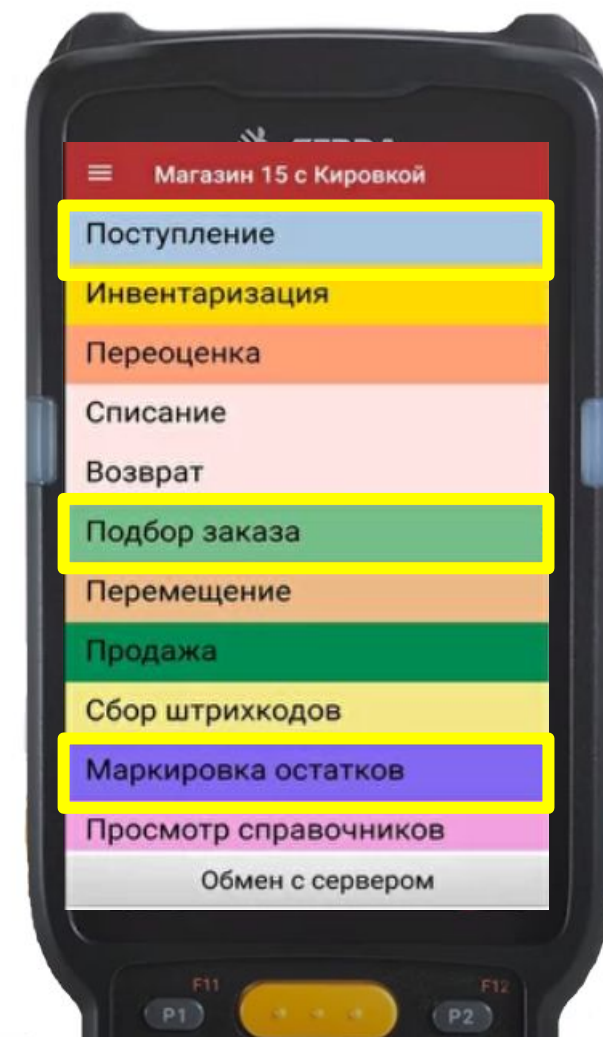 Магазин 15 с Кировкой
Поступление
Инвентаризация
Переоценка
Списание
Возврат
Подбор заказа
Перемещение
Продажа
Сбор штрихкодов
Маркировка остатков
Просмотр справочников
Обмен с сервером
F11
F12
P1
P2